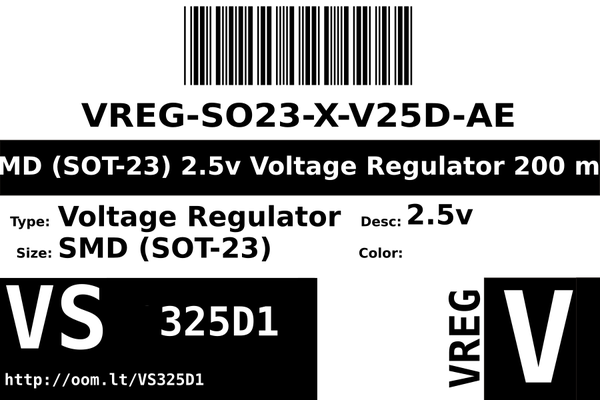 VREG-SO23-X-V25D-AE
MD (SOT-23) 2.5v Voltage Regulator 200 m
Type: Voltage Regulator Desc: 2.5v
Size: SMD (SOT-23) Color:
VS 325D1
http://oom.lt/VS325D1
VREG
V